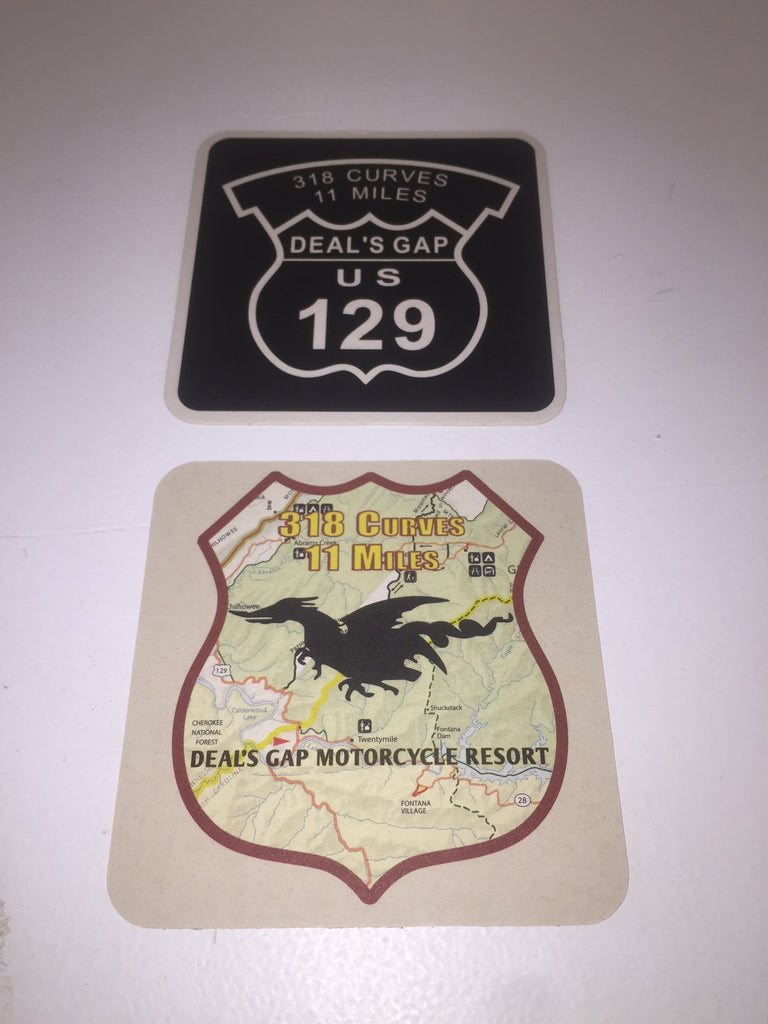 318 CURVES
11 MILES
DEAL'S GAP
US
129
318 CURVES
11 MILES
Abrams Creek
Chilhowee
129
Calderwood
Lake
CHEROKEE
NATIONAL
FOREST
Shuckstack
Fontana
Dam
Twentymile
DEAL'S GAP MOTORCYCLE RESORT
FONTANA
VILLAGE
28